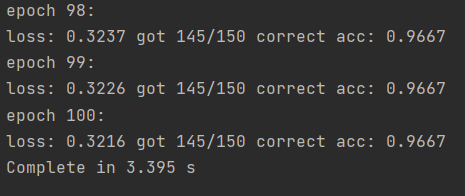 epoch 98:
loss: 0.3237 got 145/150 correct acc: 0.9667
epoch 99:
loss: 0.3226 got 145/150 correct acc: 0.9667
epoch 100:
loss: 0.3216 got 145/150 correct acc: 0.9667
Complete in 3.395 s